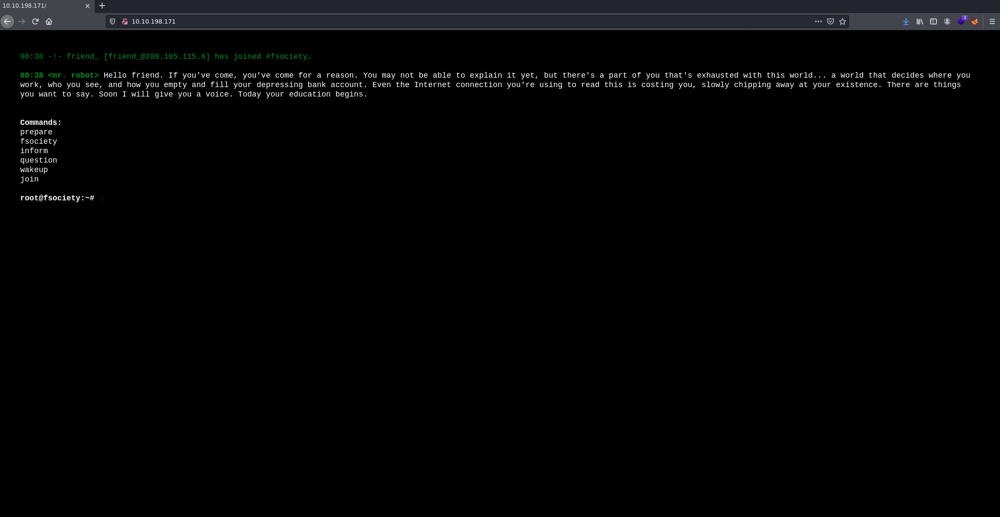 10.10.198.171/
10.10.198.171
3
00:38 -!- friend_ [friend_@208.185.115.6] has joined #fsociety.
00:38 <mr. robot> Hello friend. If you've come, you've come for a reason. You may not be able to explain it yet, but there's a part of you that's exhausted with this world... a world that decides where you
work, who you see, and how you empty and fill your depressing bank account. Even the Internet connection you're using to read this is costing you, slowly chipping away at your existence. There are things
you want to say. Soon I will give you a voice. Today your education begins.
Commands:
prepare
fsociety
inform
question
wakeup
join
root@fsociety:~#